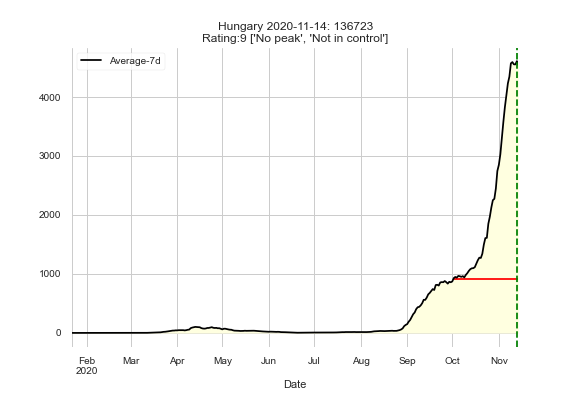 Hungary 2020-11-14: 136723
Rating:9 ['No peak', 'Not in control']
Average-7d
4000
3000
2000
1000
0
Feb Mar Apr May Jun Jul Aug Sep Oct Nov
2020
Date